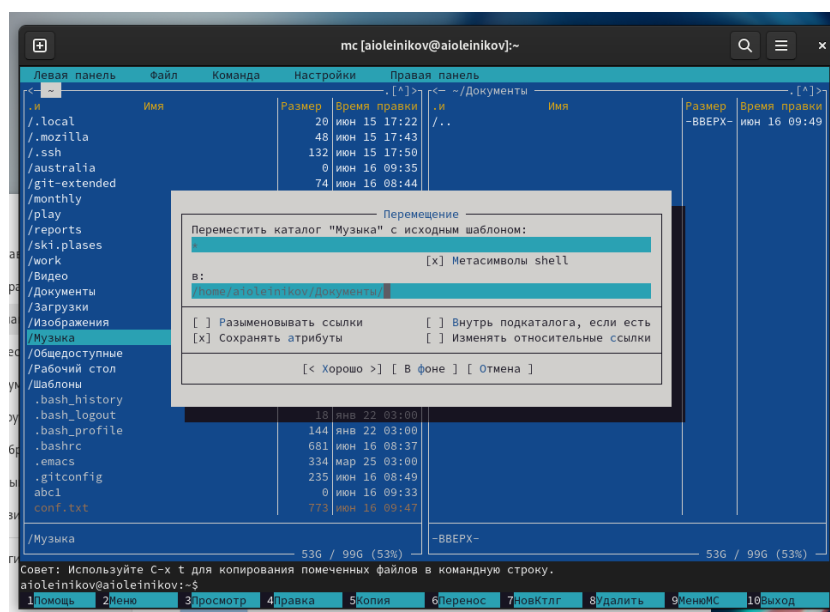 mc [aioleinikov@aioleinikov]:~
Левая панель Файл Команда Настройки Правая панель
<— ~ .[^]>
<— ~/Документы .[^]>
.и Имя Размер Время правки
.и Имя Размер Время правки
/.local 20 июн 15 17:22
/.. -ВВЕРХ- июн 16 09:49
/.mozilla 48 июн 15 17:43
/.ssh 132 июн 15 17:50
/australia 0 июн 16 09:35
/git-extended 74 июн 16 08:44
/monthly
/play
/reports
/ski.plases
/work
/Видео
/Документы
/Загрузки
/Изображения
/Музыка
/Общедоступные
/Рабочий стол
/Шаблоны
.bash_history
.bash_logout 18 янв 22 03:00
.bash_profile 144 янв 22 03:00
.bashrc 681 июн 16 08:37
.emacs 334 мар 25 03:00
.gitconfig 235 июн 16 08:49
abc1 0 июн 16 09:33
conf.txt 773 июн 16 09:47
Перемещение
Переместить каталог "Музыка" с исходным шаблоном:
*
[x] Метасимволы shell
в:
/home/aioleinikov/Документы/
[ ] Разыменовывать ссылки [ ] Внутрь подкаталога, если есть
[x] Сохранять атрибуты [ ] Изменять относительные ссылки
[< Хорошо >] [ В фоне ] [ Отмена ]
/Музыка
-ВВЕРХ-
53G / 99G (53%)
53G / 99G (53%)
Совет: Используйте C-x t для копирования помеченных файлов в командную строку.
aioleinikov@aioleinikov:~$
1Помощь 2Меню 3Просмотр 4Правка 5Копия 6Перенос 7НовКтлг 8Удалить 9МенюМС 10Выход